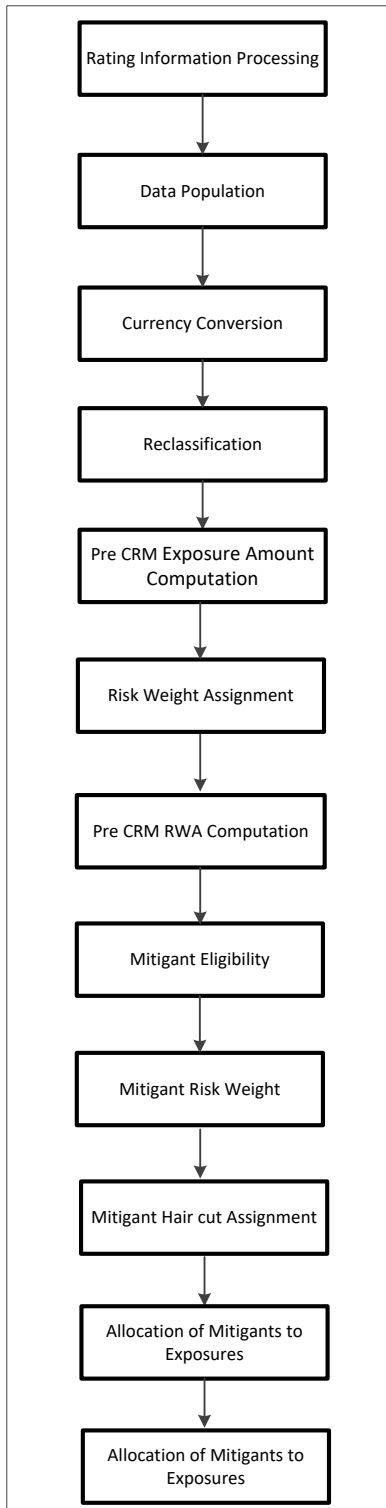 Rating Information Processing
Data Population
Currency Conversion
Reclassification
Pre CRM Exposure Amount
Computation
Risk Weight Assignment
Pre CRM RWA Computation
Mitigant Eligibility
Mitigant Risk Weight
Mitigant Hair cut Assignment
Allocation of Mitigants to
Exposures
Allocation of Mitigants to
Exposures